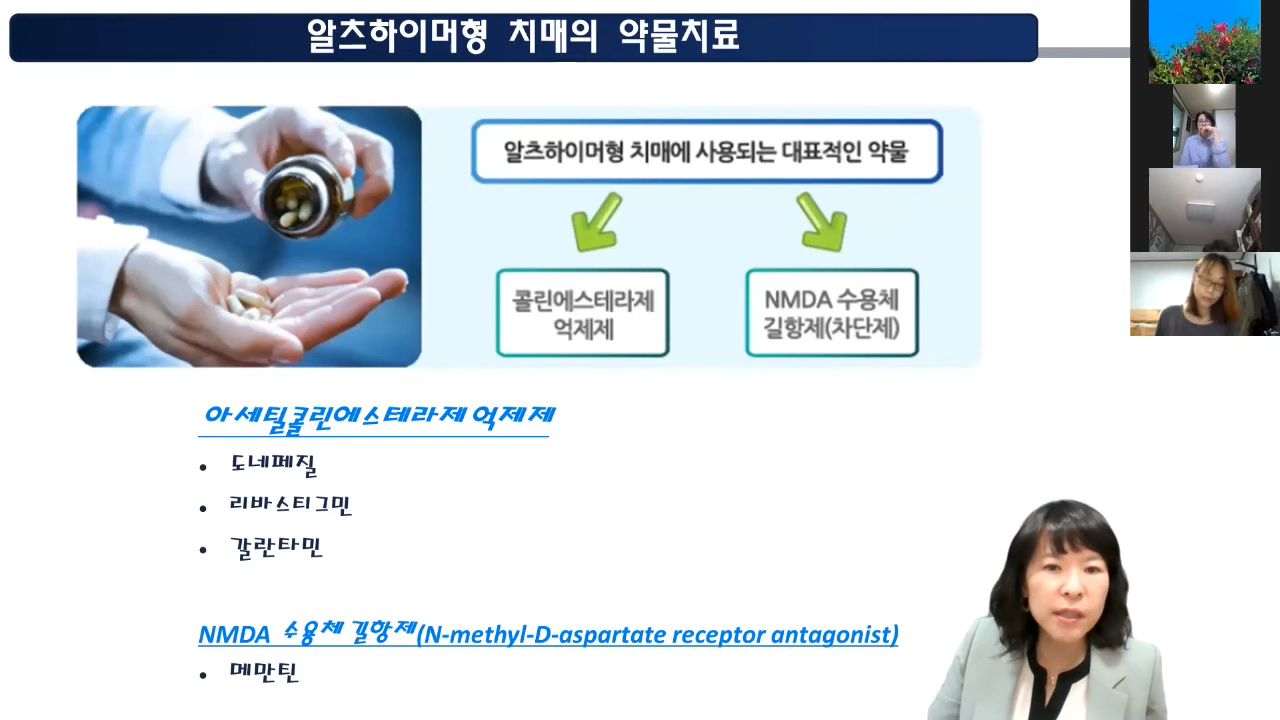 알츠하이머형 치매의 약물치료
알츠하이머형 치매에 사용되는 대표적인 약물
콜린에스테라제
억제제
NMDA 수용체
길항제(차단제)
아세틸콜린에스테라제 억제제
• 도네페질
• 리바스티그민
• 갈란타민
NMDA 수용체 길항제(N-methyl-D-aspartate receptor antagonist)
• 메만틴